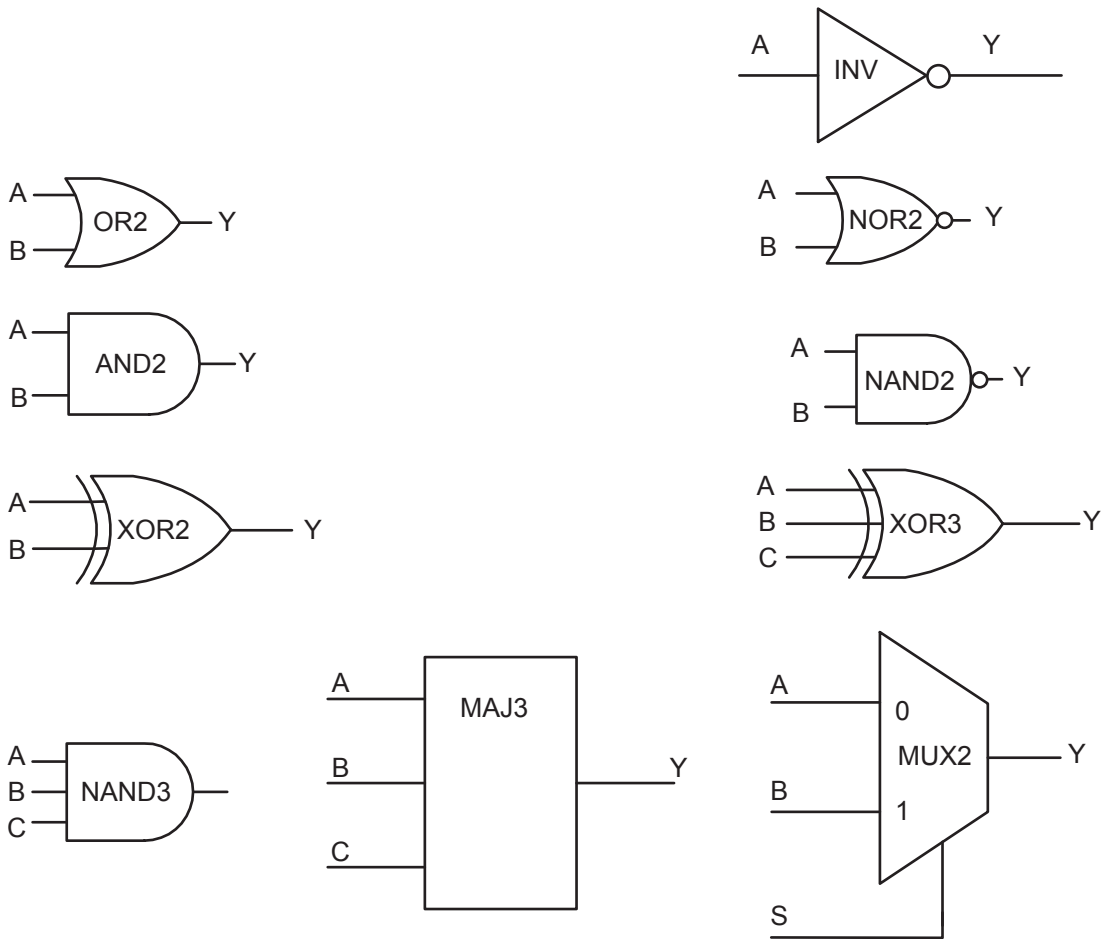 A INV Y
A OR2 Y
B
A NOR2 Y
B
A AND2 Y
B
A NAND2 Y
B
A XOR2 Y
B
A
B XOR3 Y
C
A
B NAND3
C
A MAJ3
B Y
C
A 0
MUX2 Y
B 1
S